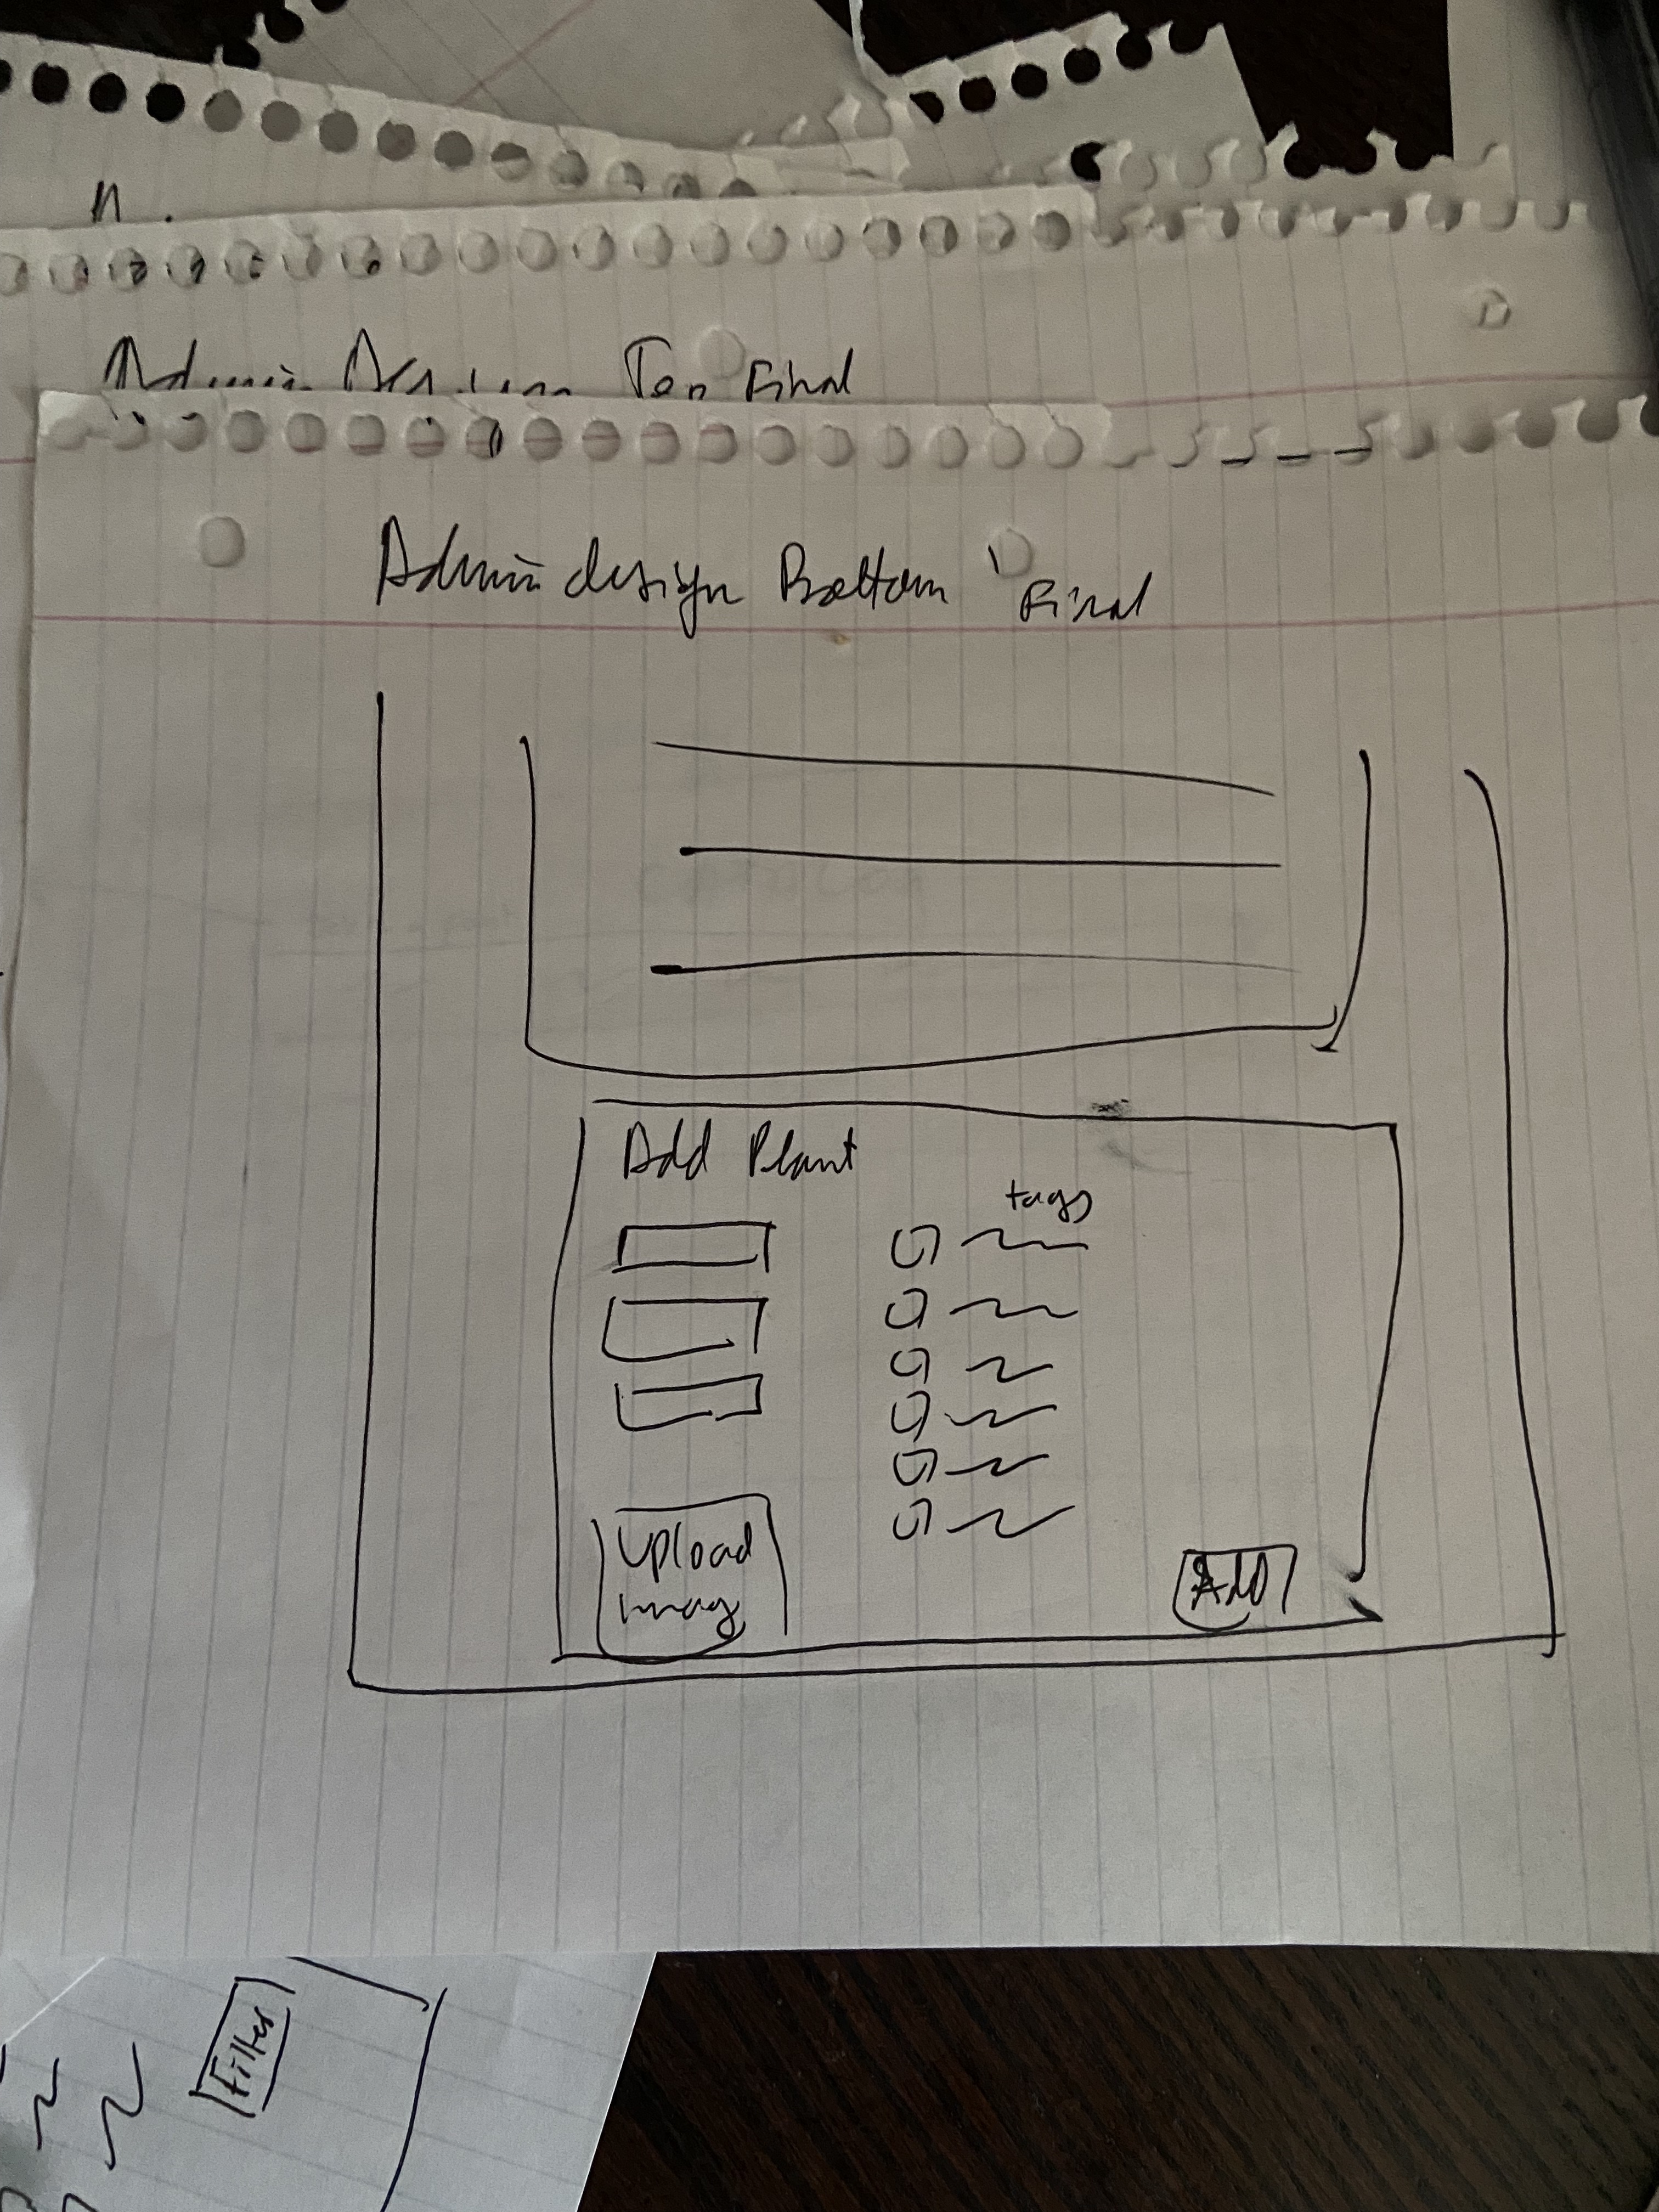 Admin Design Top Final
Admin design Bottom Final
Add Plant
tags
Upload
imag
Add
Filter